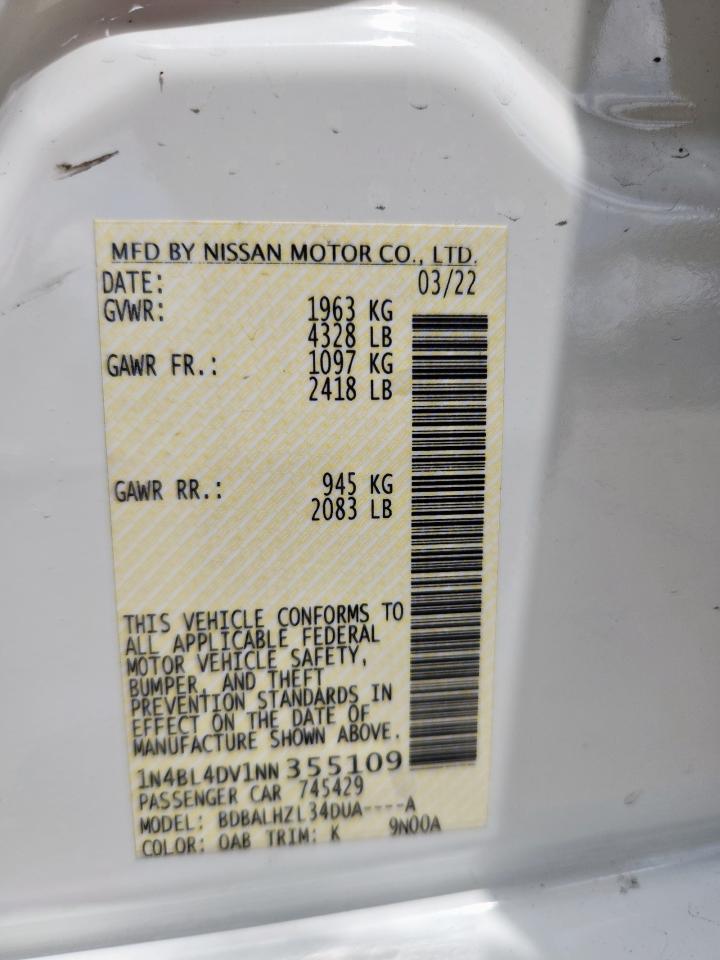 MFD BY NISSAN MOTOR CO., LTD.
DATE: 03/22
GVWR: 1963 KG
4328 LB
GAWR FR.: 1097 KG
2418 LB
GAWR RR.: 945 KG
2083 LB
THIS VEHICLE CONFORMS TO
ALL APPLICABLE FEDERAL
MOTOR VEHICLE SAFETY,
BUMPER, AND THEFT
PREVENTION STANDARDS IN
EFFECT ON THE DATE OF
MANUFACTURE SHOWN ABOVE.
1N4BL4DV1NN 355109
PASSENGER CAR 745429
MODEL: BDBALHZL34DUA----A
COLOR: QAB TRIM: K 9N00A